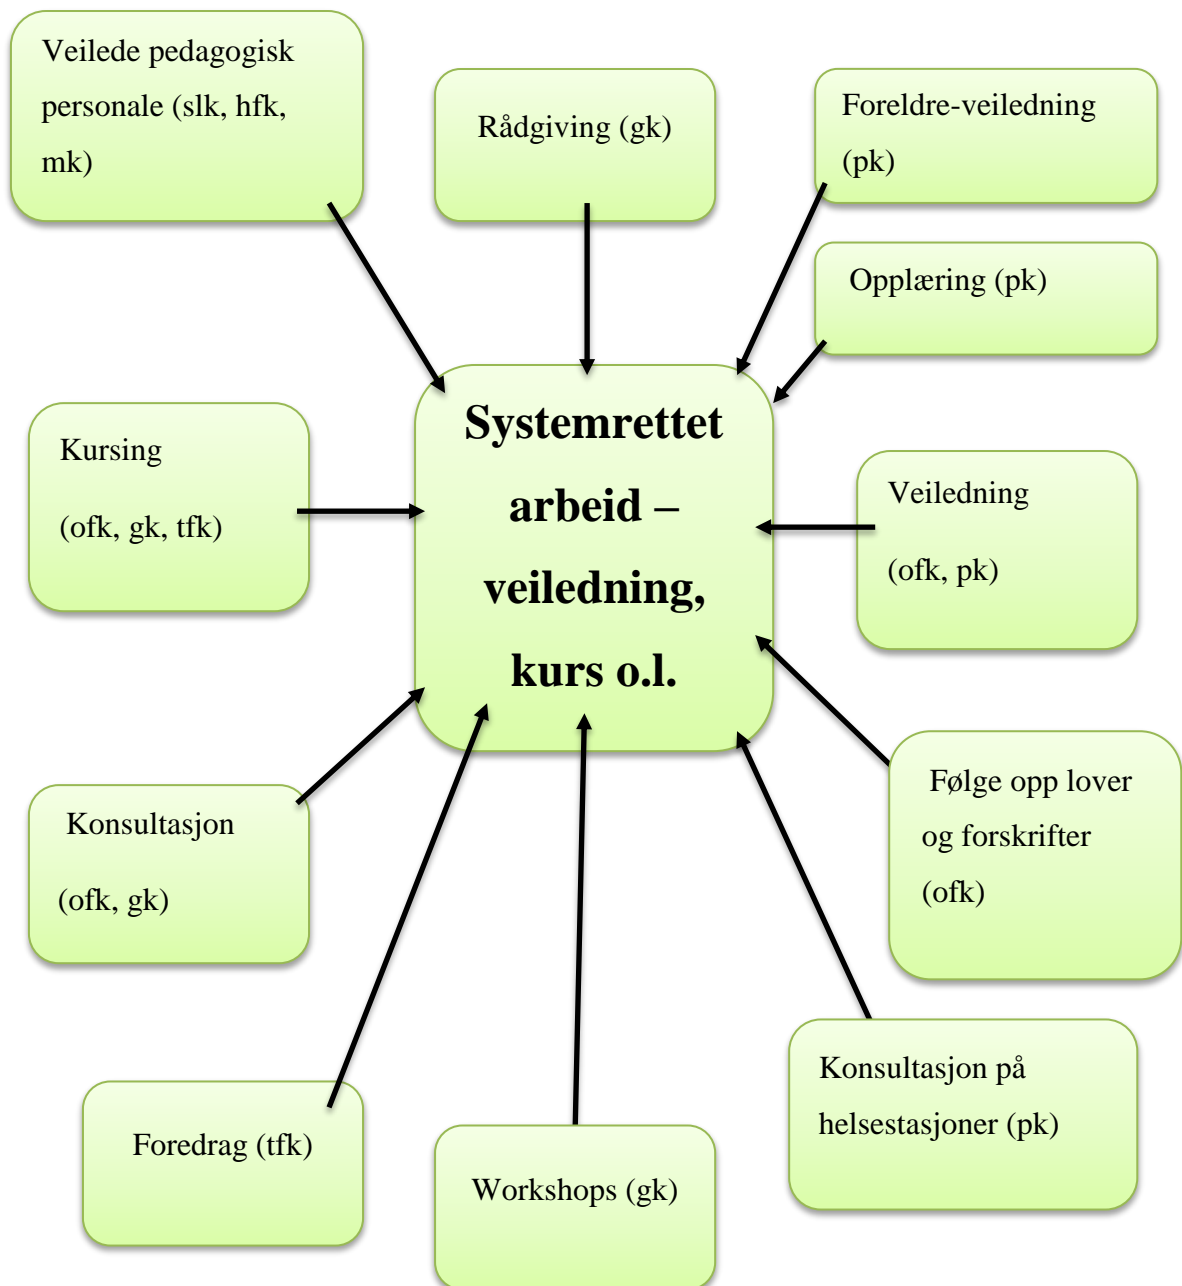 Veilede pedagogisk
personale (slk, hfk,
mk)
Rådgiving (gk)
Foreldre-veiledning
(pk)
Opplæring (pk)
Kursing
(ofk, gk, tfk)
Systemrettet
arbeid –
veiledning,
kurs o.l.
Veiledning
(ofk, pk)
Konsultasjon
(ofk, gk)
Følge opp lover
og forskrifter
(ofk)
Foredrag (tfk)
Workshops (gk)
Konsultasjon på
helsestasjoner (pk)